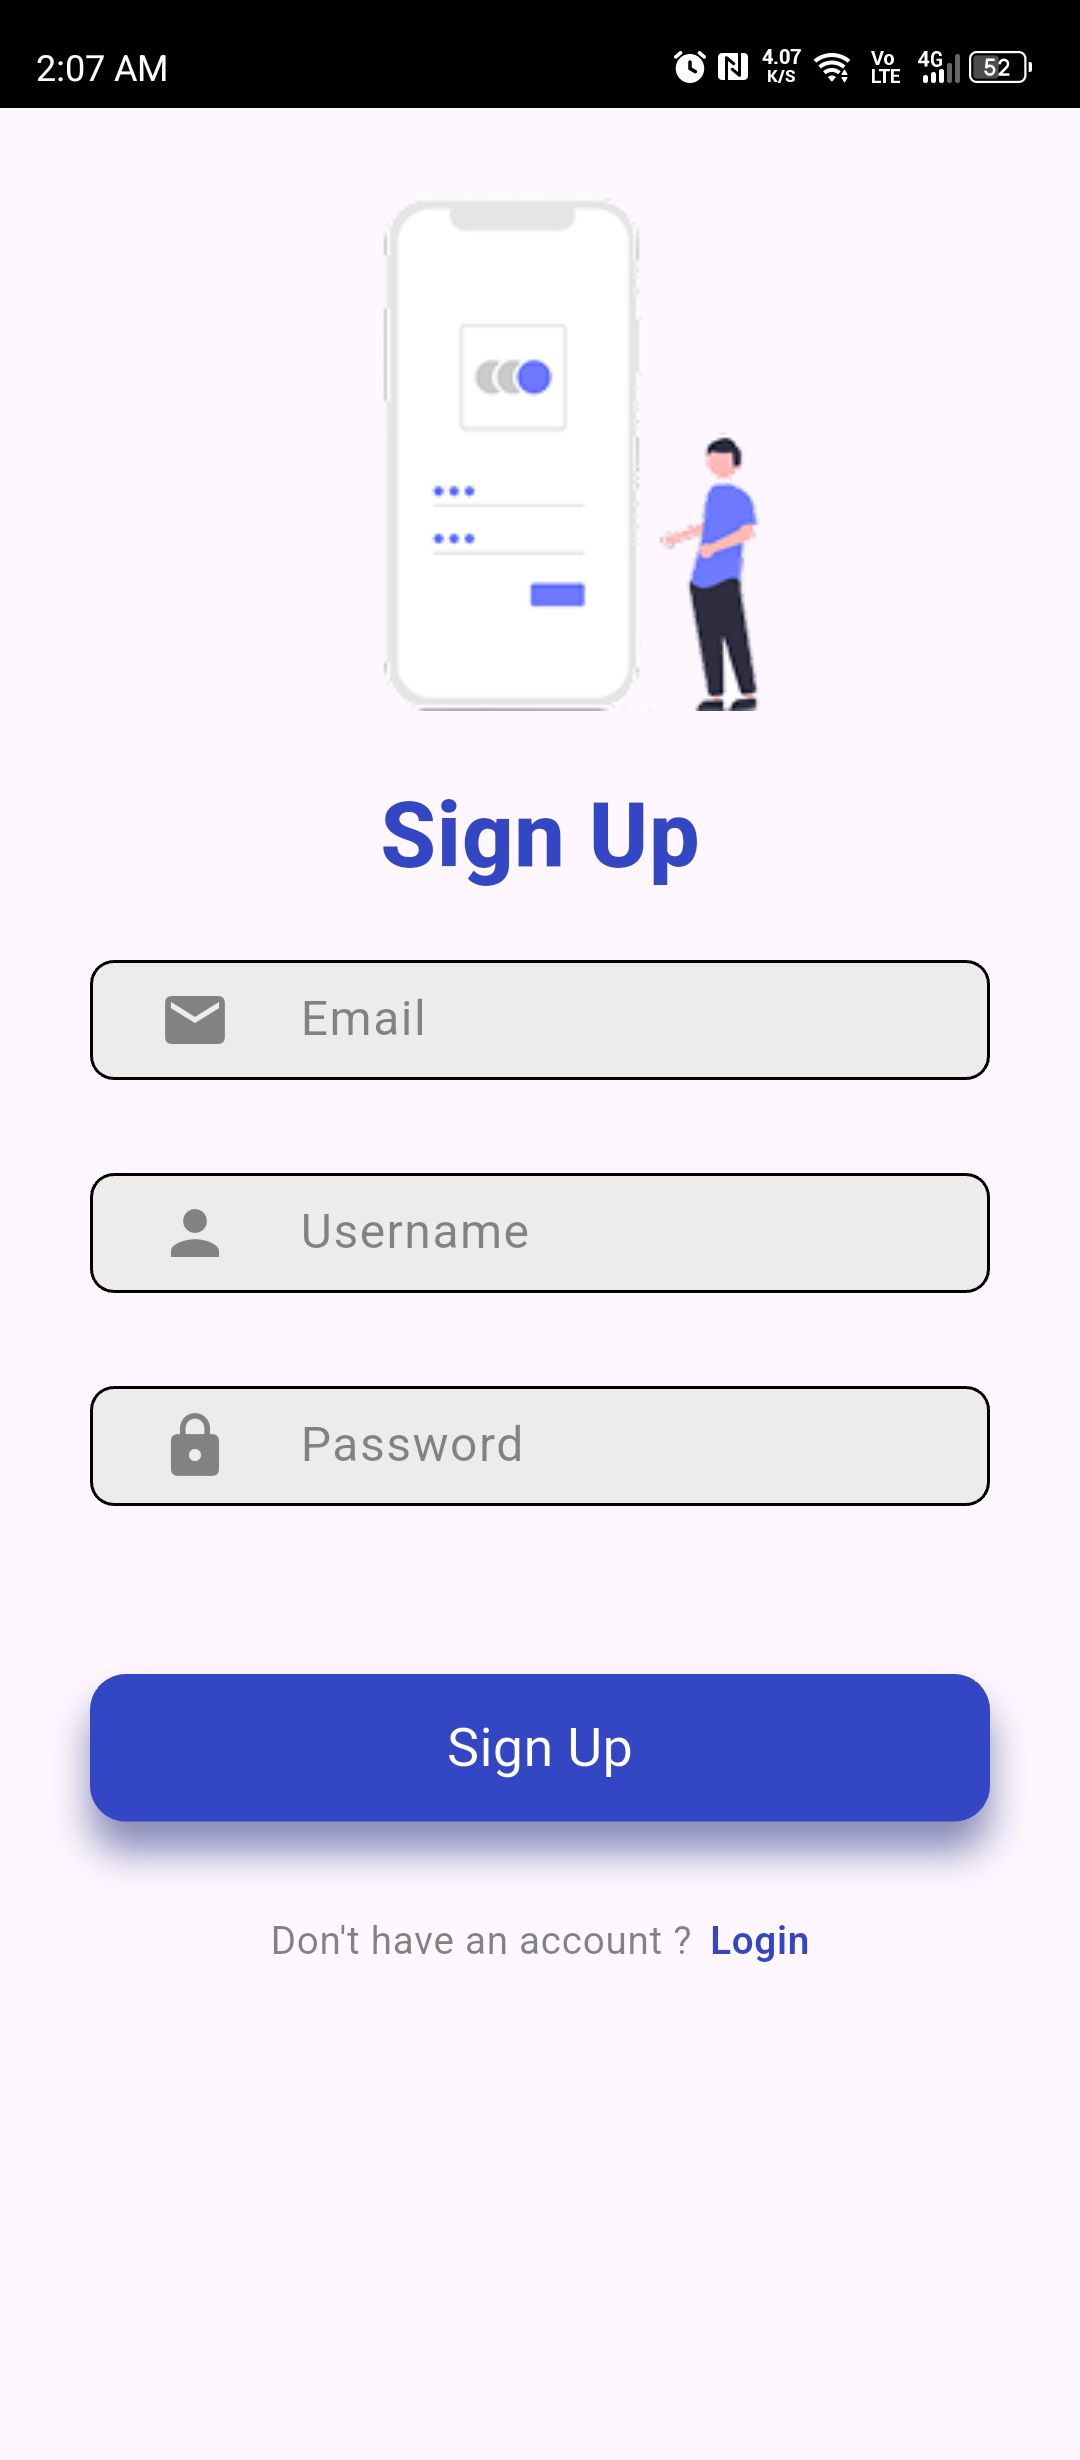 2:07 AM 4.07 K/S Vo LTE 4G 52
Sign Up
Email
Username
Password
Sign Up
Don't have an account ? Login